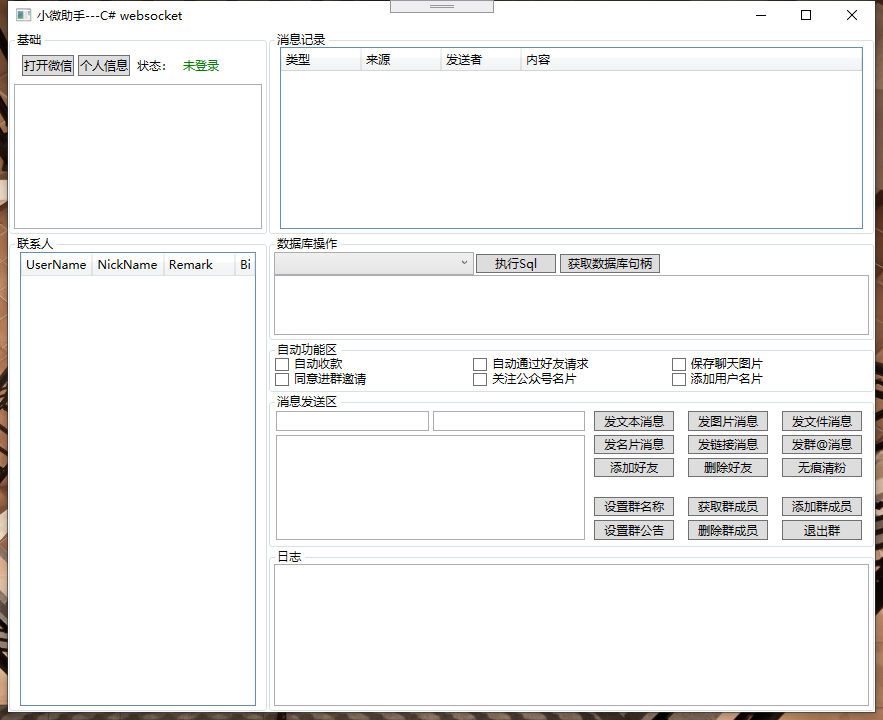 小微助手---C# websocket
基础
打开微信 个人信息 状态： 未登录
消息记录
类型 来源 发送者 内容
联系人
UserName NickName Remark Bi
数据库操作
执行Sql 获取数据库句柄
自动功能区
自动收款 自动通过好友请求 保存聊天图片
同意进群邀请 关注公众号名片 添加用户名片
消息发送区
发文本消息 发图片消息 发文件消息
发名片消息 发链接消息 发群@消息
添加好友 删除好友 无痕清粉
设置群名称 获取群成员 添加群成员
设置群公告 删除群成员 退出群
日志